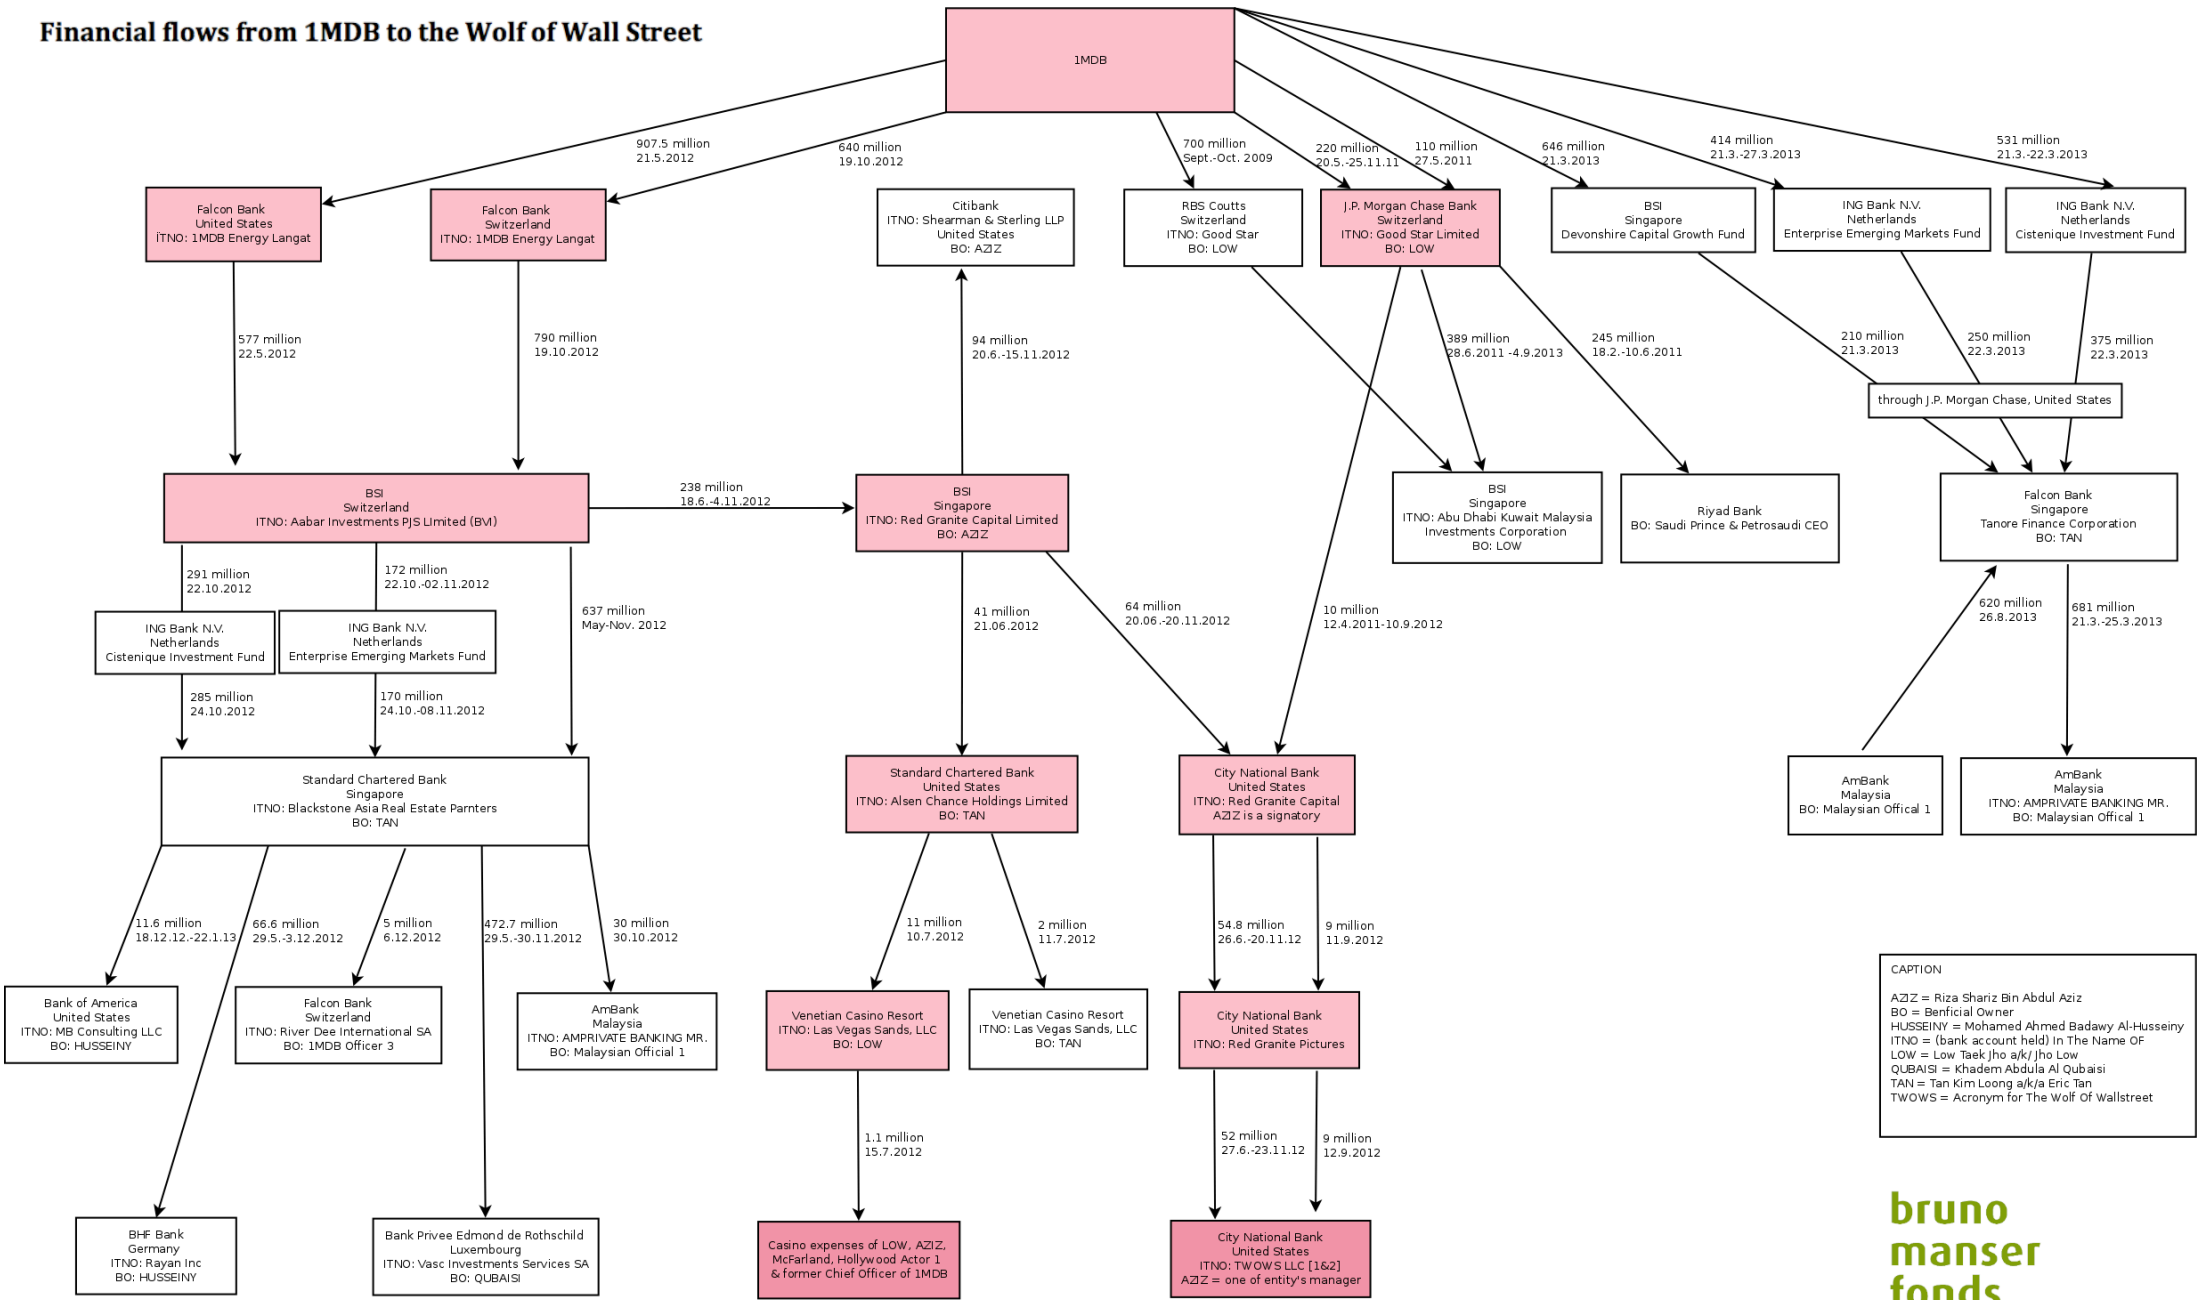 Financial flows from 1MDB to the Wolf of Wall Street
1MDB
907.5 million
21.5.2012
640 million
19.10.2012
700 million
Sept.-Oct. 2009
220 million
20.5.-25.11.11
110 million
27.5.2011
646 million
21.3.2013
414 million
21.3.-27.3.2013
531 million
21.3.-22.3.2013
Falcon Bank
United States
ÏTNO: 1MDB Energy Langat
Falcon Bank
Switzerland
ITNO: 1MDB Energy Langat
Citibank
ITNO: Shearman & Sterling LLP
United States
BO: AZIZ
RBS Coutts
Switzerland
ITNO: Good Star
BO: LOW
J.P. Morgan Chase Bank
Switzerland
ITNO: Good Star Limited
BO: LOW
BSI
Singapore
Devonshire Capital Growth Fund
ING Bank N.V.
Netherlands
Enterprise Emerging Markets Fund
ING Bank N.V.
Netherlands
Cistenique Investment Fund
577 million
22.5.2012
790 million
19.10.2012
94 million
20.6.-15.11.2012
389 million
28.6.2011 -4.9.2013
245 million
18.2.-10.6.2011
210 million
21.3.2013
250 million
22.3.2013
375 million
22.3.2013
through J.P. Morgan Chase, United States
BSI
Switzerland
ITNO: Aabar Investments PJS LImited (BVI)
238 million
18.6.-4.11.2012
BSI
Singapore
ITNO: Red Granite Capital Limited
BO: AZIZ
BSI
Singapore
ITNO: Abu Dhabi Kuwait Malaysia
Investments Corporation
BO: LOW
Riyad Bank
BO: Saudi Prince & Petrosaudi CEO
Falcon Bank
Singapore
Tanore Finance Corporation
BO: TAN
291 million
22.10.2012
172 million
22.10.-02.11.2012
637 million
May-Nov. 2012
41 million
21.06.2012
64 million
20.06.-20.11.2012
10 million
12.4.2011-10.9.2012
620 million
26.8.2013
681 million
21.3.-25.3.2013
ING Bank N.V.
Netherlands
Cistenique Investment Fund
ING Bank N.V.
Netherlands
Enterprise Emerging Markets Fund
285 million
24.10.2012
170 million
24.10.-08.11.2012
Standard Chartered Bank
Singapore
ITNO: Blackstone Asia Real Estate Parnters
BO: TAN
Standard Chartered Bank
United States
ITNO: Alsen Chance Holdings Limited
BO: TAN
City National Bank
United States
ITNO: Red Granite Capital
AZIZ is a signatory
AmBank
Malaysia
BO: Malaysian Offical 1
AmBank
Malaysia
ITNO: AMPRIVATE BANKING MR.
BO: Malaysian Offical 1
11.6 million
18.12.12.-22.1.13
66.6 million
29.5.-3.12.2012
5 million
6.12.2012
472.7 million
29.5.-30.11.2012
30 million
30.10.2012
11 million
10.7.2012
2 million
11.7.2012
54.8 million
26.6.-20.11.12
9 million
11.9.2012
Bank of America
United States
ITNO: MB Consulting LLC
BO: HUSSEINY
Falcon Bank
Switzerland
ITNO: River Dee International SA
BO: 1MDB Officer 3
AmBank
Malaysia
ITNO: AMPRIVATE BANKING MR.
BO: Malaysian Official 1
Venetian Casino Resort
ITNO: Las Vegas Sands, LLC
BO: LOW
Venetian Casino Resort
ITNO: Las Vegas Sands, LLC
BO: TAN
City National Bank
United States
ITNO: Red Granite Pictures
CAPTION
AZIZ = Riza Shariz Bin Abdul Aziz
BO = Benficial Owner
HUSSEINY = Mohamed Ahmed Badawy Al-Husseiny
ITNO = (bank account held) In The Name OF
LOW = Low Taek Jho a/k/ Jho Low
QUBAISI = Khadem Abdula Al Qubaisi
TAN = Tan Kim Loong a/k/a Eric Tan
TWOWS = Acronym for The Wolf Of Wallstreet
1.1 million
15.7.2012
52 million
27.6.-23.11.12
9 million
12.9.2012
BHF Bank
Germany
ITNO: Rayan Inc
BO: HUSSEINY
Bank Privee Edmond de Rothschild
Luxembourg
ITNO: Vasc Investments Services SA
BO: QUBAISI
Casino expenses of LOW, AZIZ,
McFarland, Hollywood Actor 1
& former Chief Officer of 1MDB
City National Bank
United States
ITNO: TWOWS LLC [1&2]
AZIZ = one of entity's manager
bruno
manser
fonds